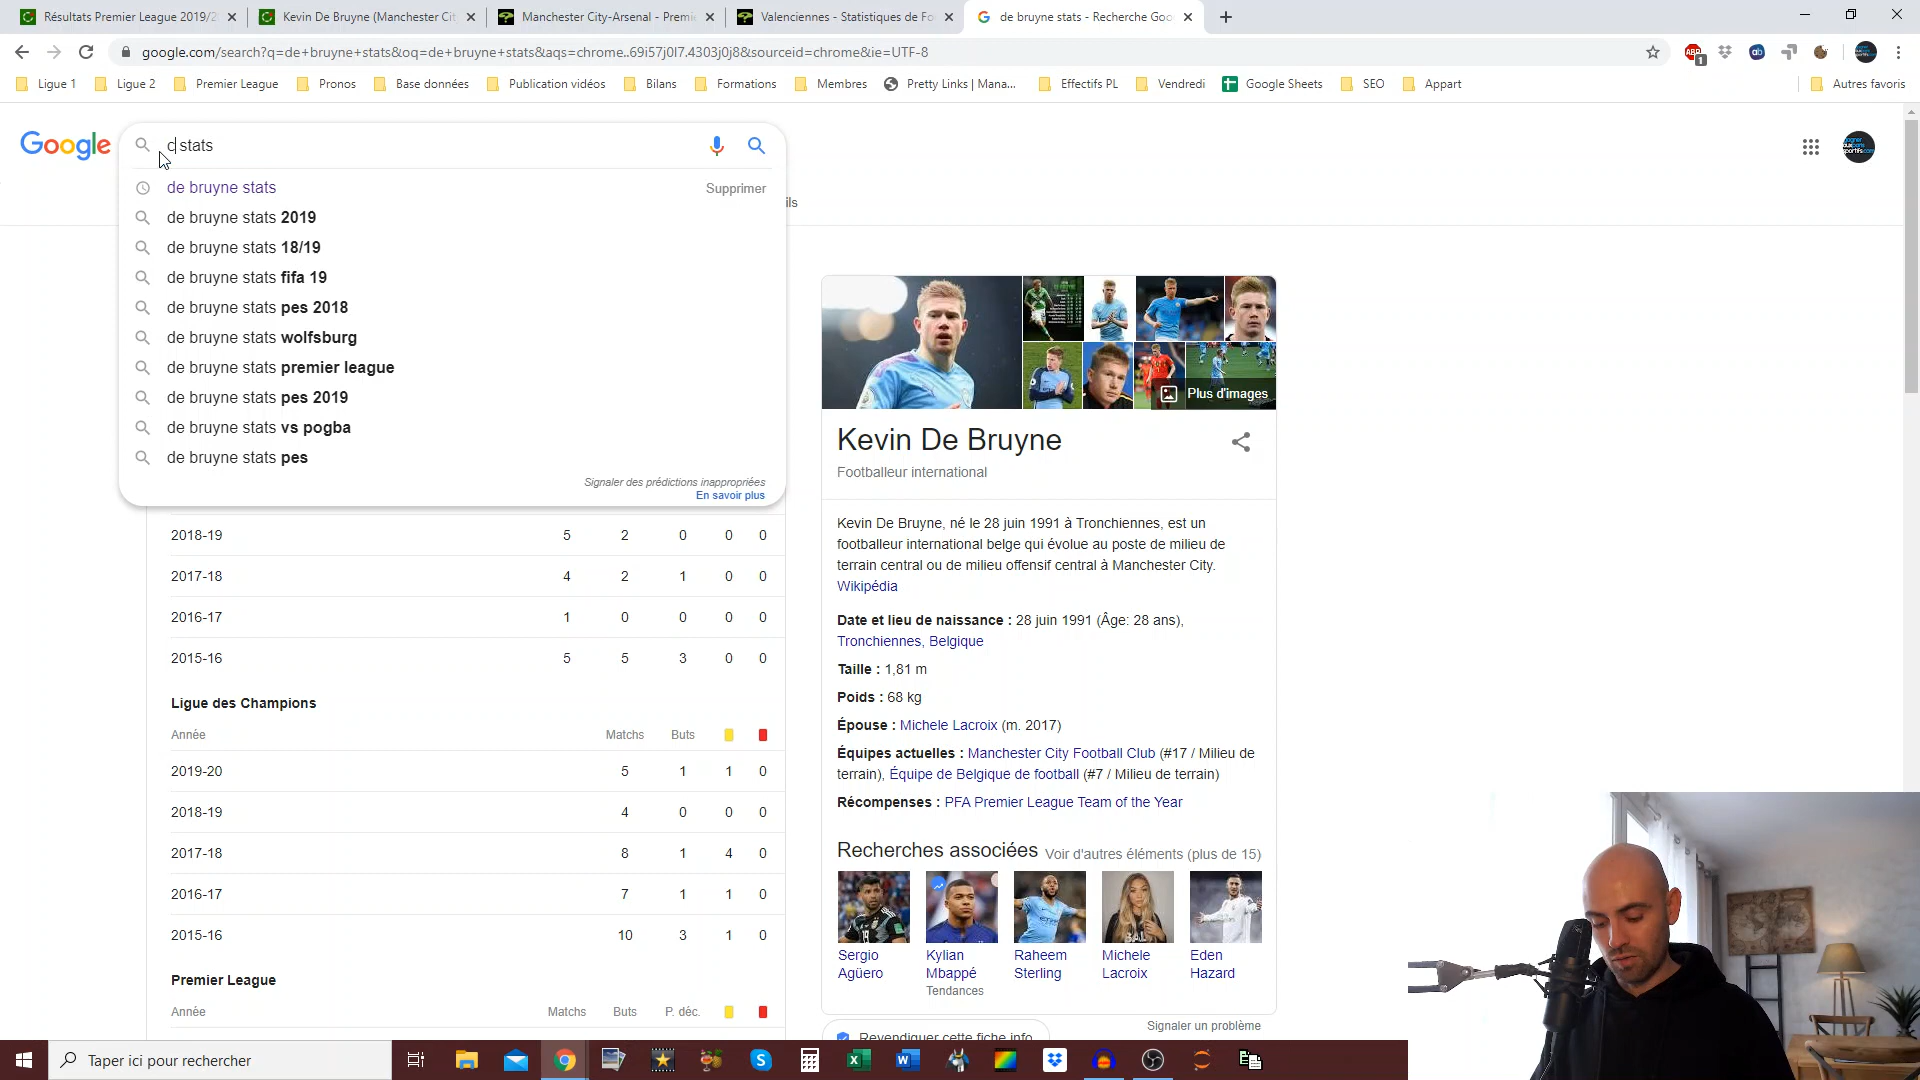 Résultats Premier League 2019/2
Kevin De Bruyne (Manchester Cit
Manchester City-Arsenal - Premi
Valenciennes - Statistiques de Fo
de bruyne stats - Recherche Goo
google.com/search?q=de+bruyne+stats&oq=de+bruyne+stats&aqs=chrome..69i57j0l7.4303j0j8&sourceid=chrome&ie=UTF-8
Ligue 1
Ligue 2
Premier League
Pronos
Base données
Publication vidéos
Bilans
Formations
Membres
Pretty Links | Mana...
Effectifs PL
Vendredi
Google Sheets
SEO
Appart
Autres favoris
Google
c stats
de bruyne stats
Supprimer
ils
de bruyne stats 2019
de bruyne stats 18/19
de bruyne stats fifa 19
de bruyne stats pes 2018
de bruyne stats wolfsburg
de bruyne stats premier league
de bruyne stats pes 2019
de bruyne stats vs pogba
de bruyne stats pes
Signaler des prédictions inappropriées
En savoir plus
2018-19 5 2 0 0 0
2017-18 4 2 1 0 0
2016-17 1 0 0 0 0
2015-16 5 5 3 0 0
Ligue des Champions
Année Matchs Buts
2019-20 5 1 1 0
2018-19 4 0 0 0
2017-18 8 1 4 0
2016-17 7 1 1 0
2015-16 10 3 1 0
Premier League
Année Matchs Buts P. déc.
Plus d'images
Kevin De Bruyne
Footballeur international
Kevin De Bruyne, né le 28 juin 1991 à Tronchiennes, est un
footballeur international belge qui évolue au poste de milieu de
terrain central ou de milieu offensif central à Manchester City.
Wikipédia
Date et lieu de naissance : 28 juin 1991 (Âge: 28 ans),
Tronchiennes, Belgique
Taille : 1,81 m
Poids : 68 kg
Épouse : Michele Lacroix (m. 2017)
Équipes actuelles : Manchester City Football Club (#17 / Milieu de
terrain), Équipe de Belgique de football (#7 / Milieu de terrain)
Récompenses : PFA Premier League Team of the Year
Recherches associées Voir d'autres éléments (plus de 15)
Sergio
Agüero
Kylian
Mbappé
Tendances
Raheem
Sterling
Michele
Lacroix
Eden
Hazard
Signaler un problème
Revendiquer cette fiche info
Taper ici pour rechercher